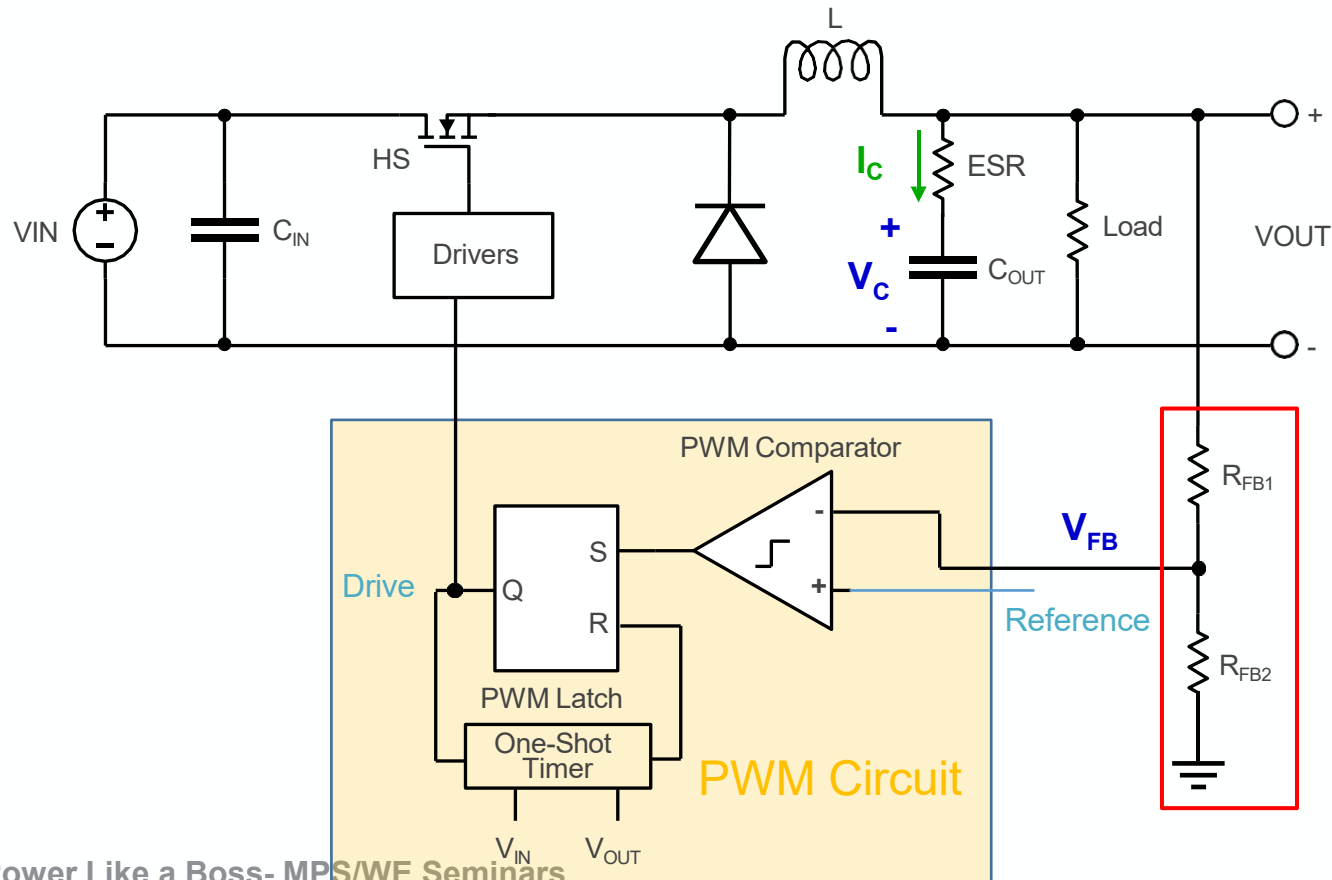 L
+
HS
ESR
I_C
VIN
+
−
C_IN
Drivers
+
V_C
-
C_OUT
Load
VOUT
-
PWM Comparator
R_FB1
-
V_FB
S
Drive
Q
+
Reference
R
R_FB2
PWM Latch
One-Shot
Timer
PWM Circuit
V_IN
V_OUT
ower Like a Boss- MPS/WE Seminars